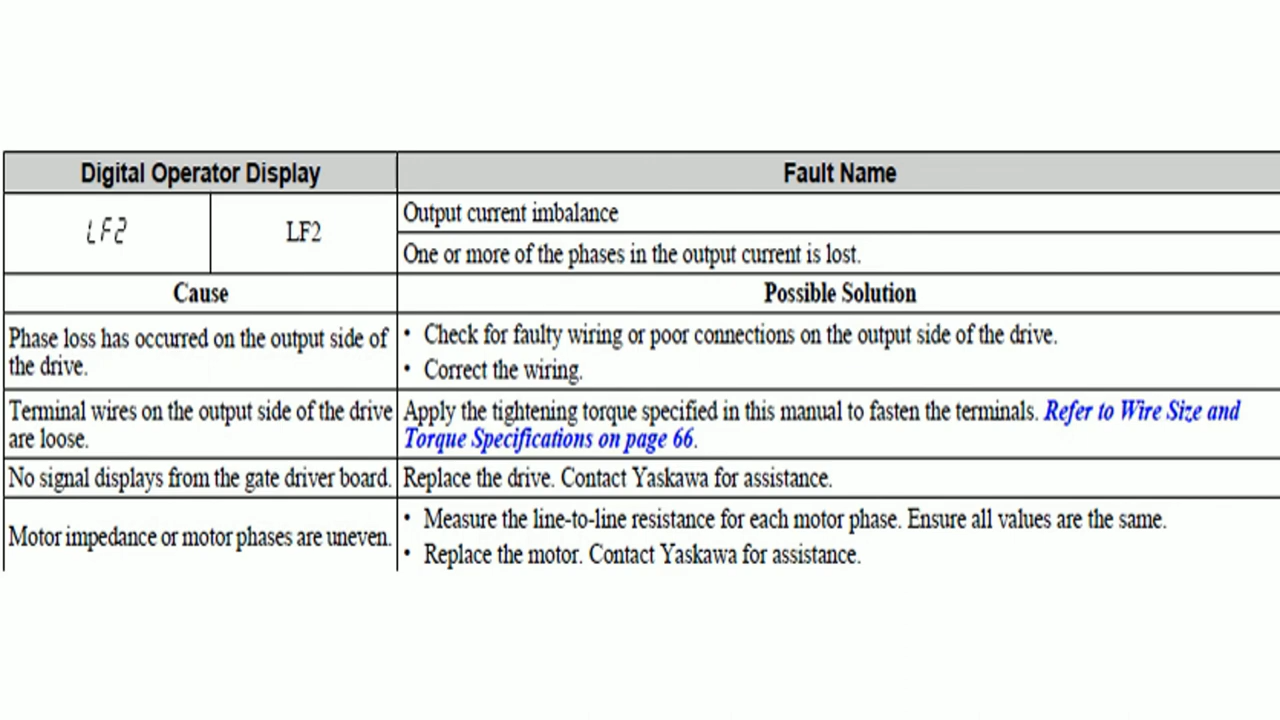 Digital Operator Display
Fault Name
LF2
LF2
Output current imbalance
One or more of the phases in the output current is lost.
Cause
Possible Solution
Phase loss has occurred on the output side of
the drive.
• Check for faulty wiring or poor connections on the output side of the drive.
• Correct the wiring.
Terminal wires on the output side of the drive
are loose.
Apply the tightening torque specified in this manual to fasten the terminals. Refer to Wire Size and
Torque Specifications on page 66.
No signal displays from the gate driver board.
Replace the drive. Contact Yaskawa for assistance.
Motor impedance or motor phases are uneven.
• Measure the line-to-line resistance for each motor phase. Ensure all values are the same.
• Replace the motor. Contact Yaskawa for assistance.